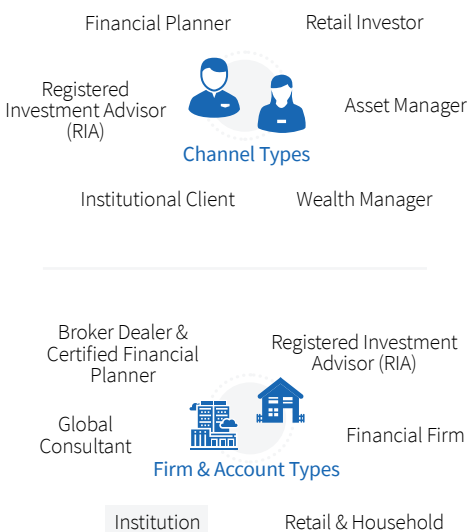 Financial Planner
Retail Investor
Registered
Investment Advisor
(RIA)
Asset Manager
Channel Types
Institutional Client
Wealth Manager
Broker Dealer &
Certified Financial
Planner
Registered Investment
Advisor (RIA)
Global
Consultant
Financial Firm
Firm & Account Types
Institution
Retail & Household